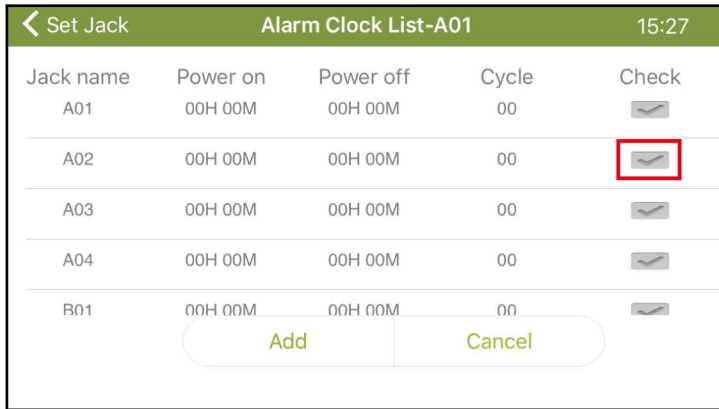 Set Jack Alarm Clock List-A01 15:27
Jack name Power on Power off Cycle Check
A01 00H 00M 00H 00M 00
A02 00H 00M 00H 00M 00
A03 00H 00M 00H 00M 00
A04 00H 00M 00H 00M 00
B01 00H 00M 00H 00M 00
Add Cancel